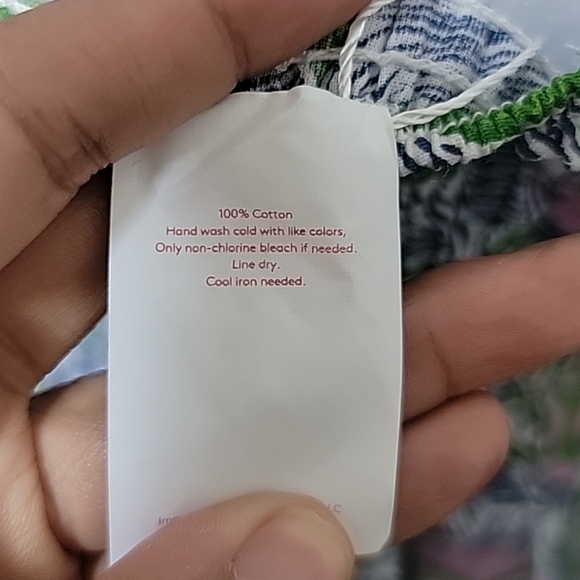 100% Cotton
Hand wash cold with like colors,
Only non-chlorine bleach if needed.
Line dry.
Cool iron needed.